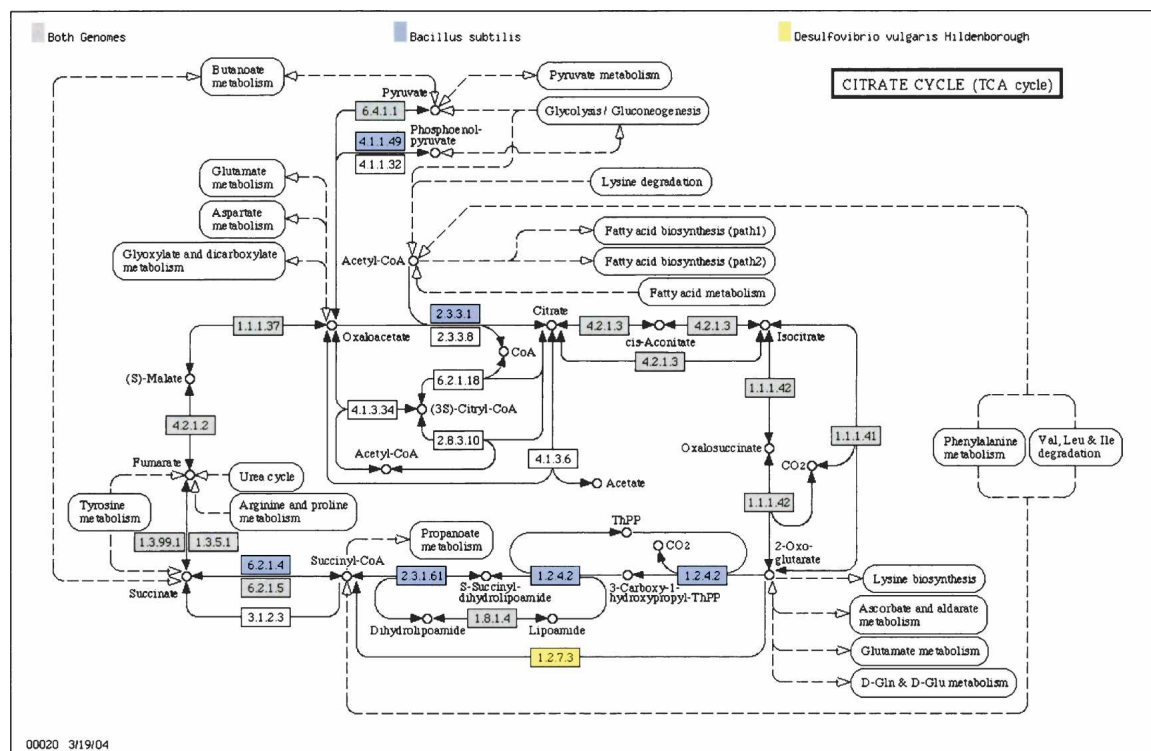 Both Genomes
Bacillus subtilis
Desulfovibrio vulgaris Hildenborough
CITRATE CYCLE (TCA cycle)
Butanoate
metabolism
Pyruvate metabolism
Pyruvate
6.4.1.1
Glycolysis / Gluconeogenesis
4.1.1.49
Phosphoenol-
pyruvate
4.1.1.32
Glutamate
metabolism
Lysine degradation
Aspartate
metabolism
Fatty acid biosynthesis (path1)
Glyoxylate and dicarboxylate
metabolism
Acetyl-CoA
Fatty acid biosynthesis (path2)
Fatty acid metabolism
1.1.1.37
Oxaloacetate
2.3.3.1
2.3.3.8
Citrate
4.2.1.3
4.2.1.3
cis-Aconitate
Isocitrate
4.2.1.3
CoA
(S)-Malate
6.2.1.18
1.1.1.42
4.1.3.34
(3S)-Citryl-CoA
4.2.1.2
2.8.3.10
1.1.1.41
Oxalosuccinate
Phenylalanine
metabolism
Val, Leu & Ile
degradation
Acetyl-CoA
4.1.3.6
CO2
Fumarate
Urea cycle
Acetate
Tyrosine
metabolism
Arginine and proline
metabolism
1.1.1.42
ThPP
1.3.99.1
1.3.5.1
Propanoate
metabolism
CO2
2-Oxo-
glutarate
6.2.1.4
Succinyl-CoA
2.3.1.61
1.2.4.2
1.2.4.2
Succinate
6.2.1.5
S-Succinyl-
dihydrolipoamide
3-Carboxy-1-
hydroxypropyl-ThPP
Lysine biosynthesis
3.1.2.3
Dihydrolipoamide
1.8.1.4
Lipoamide
Ascorbate and aldarate
metabolism
1.2.7.3
Glutamate metabolism
D-Gln & D-Glu metabolism
00020 3/19/04